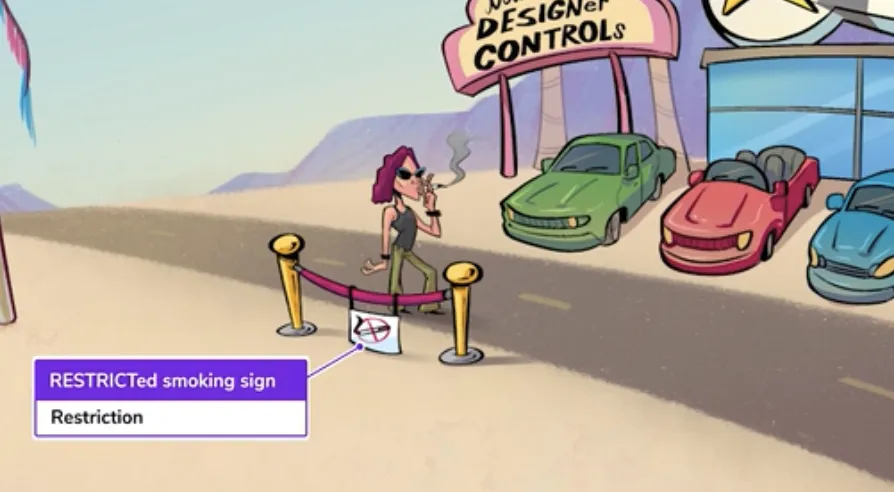 DESIGNer
CONTROLs
RESTRICTed smoking sign
Restriction